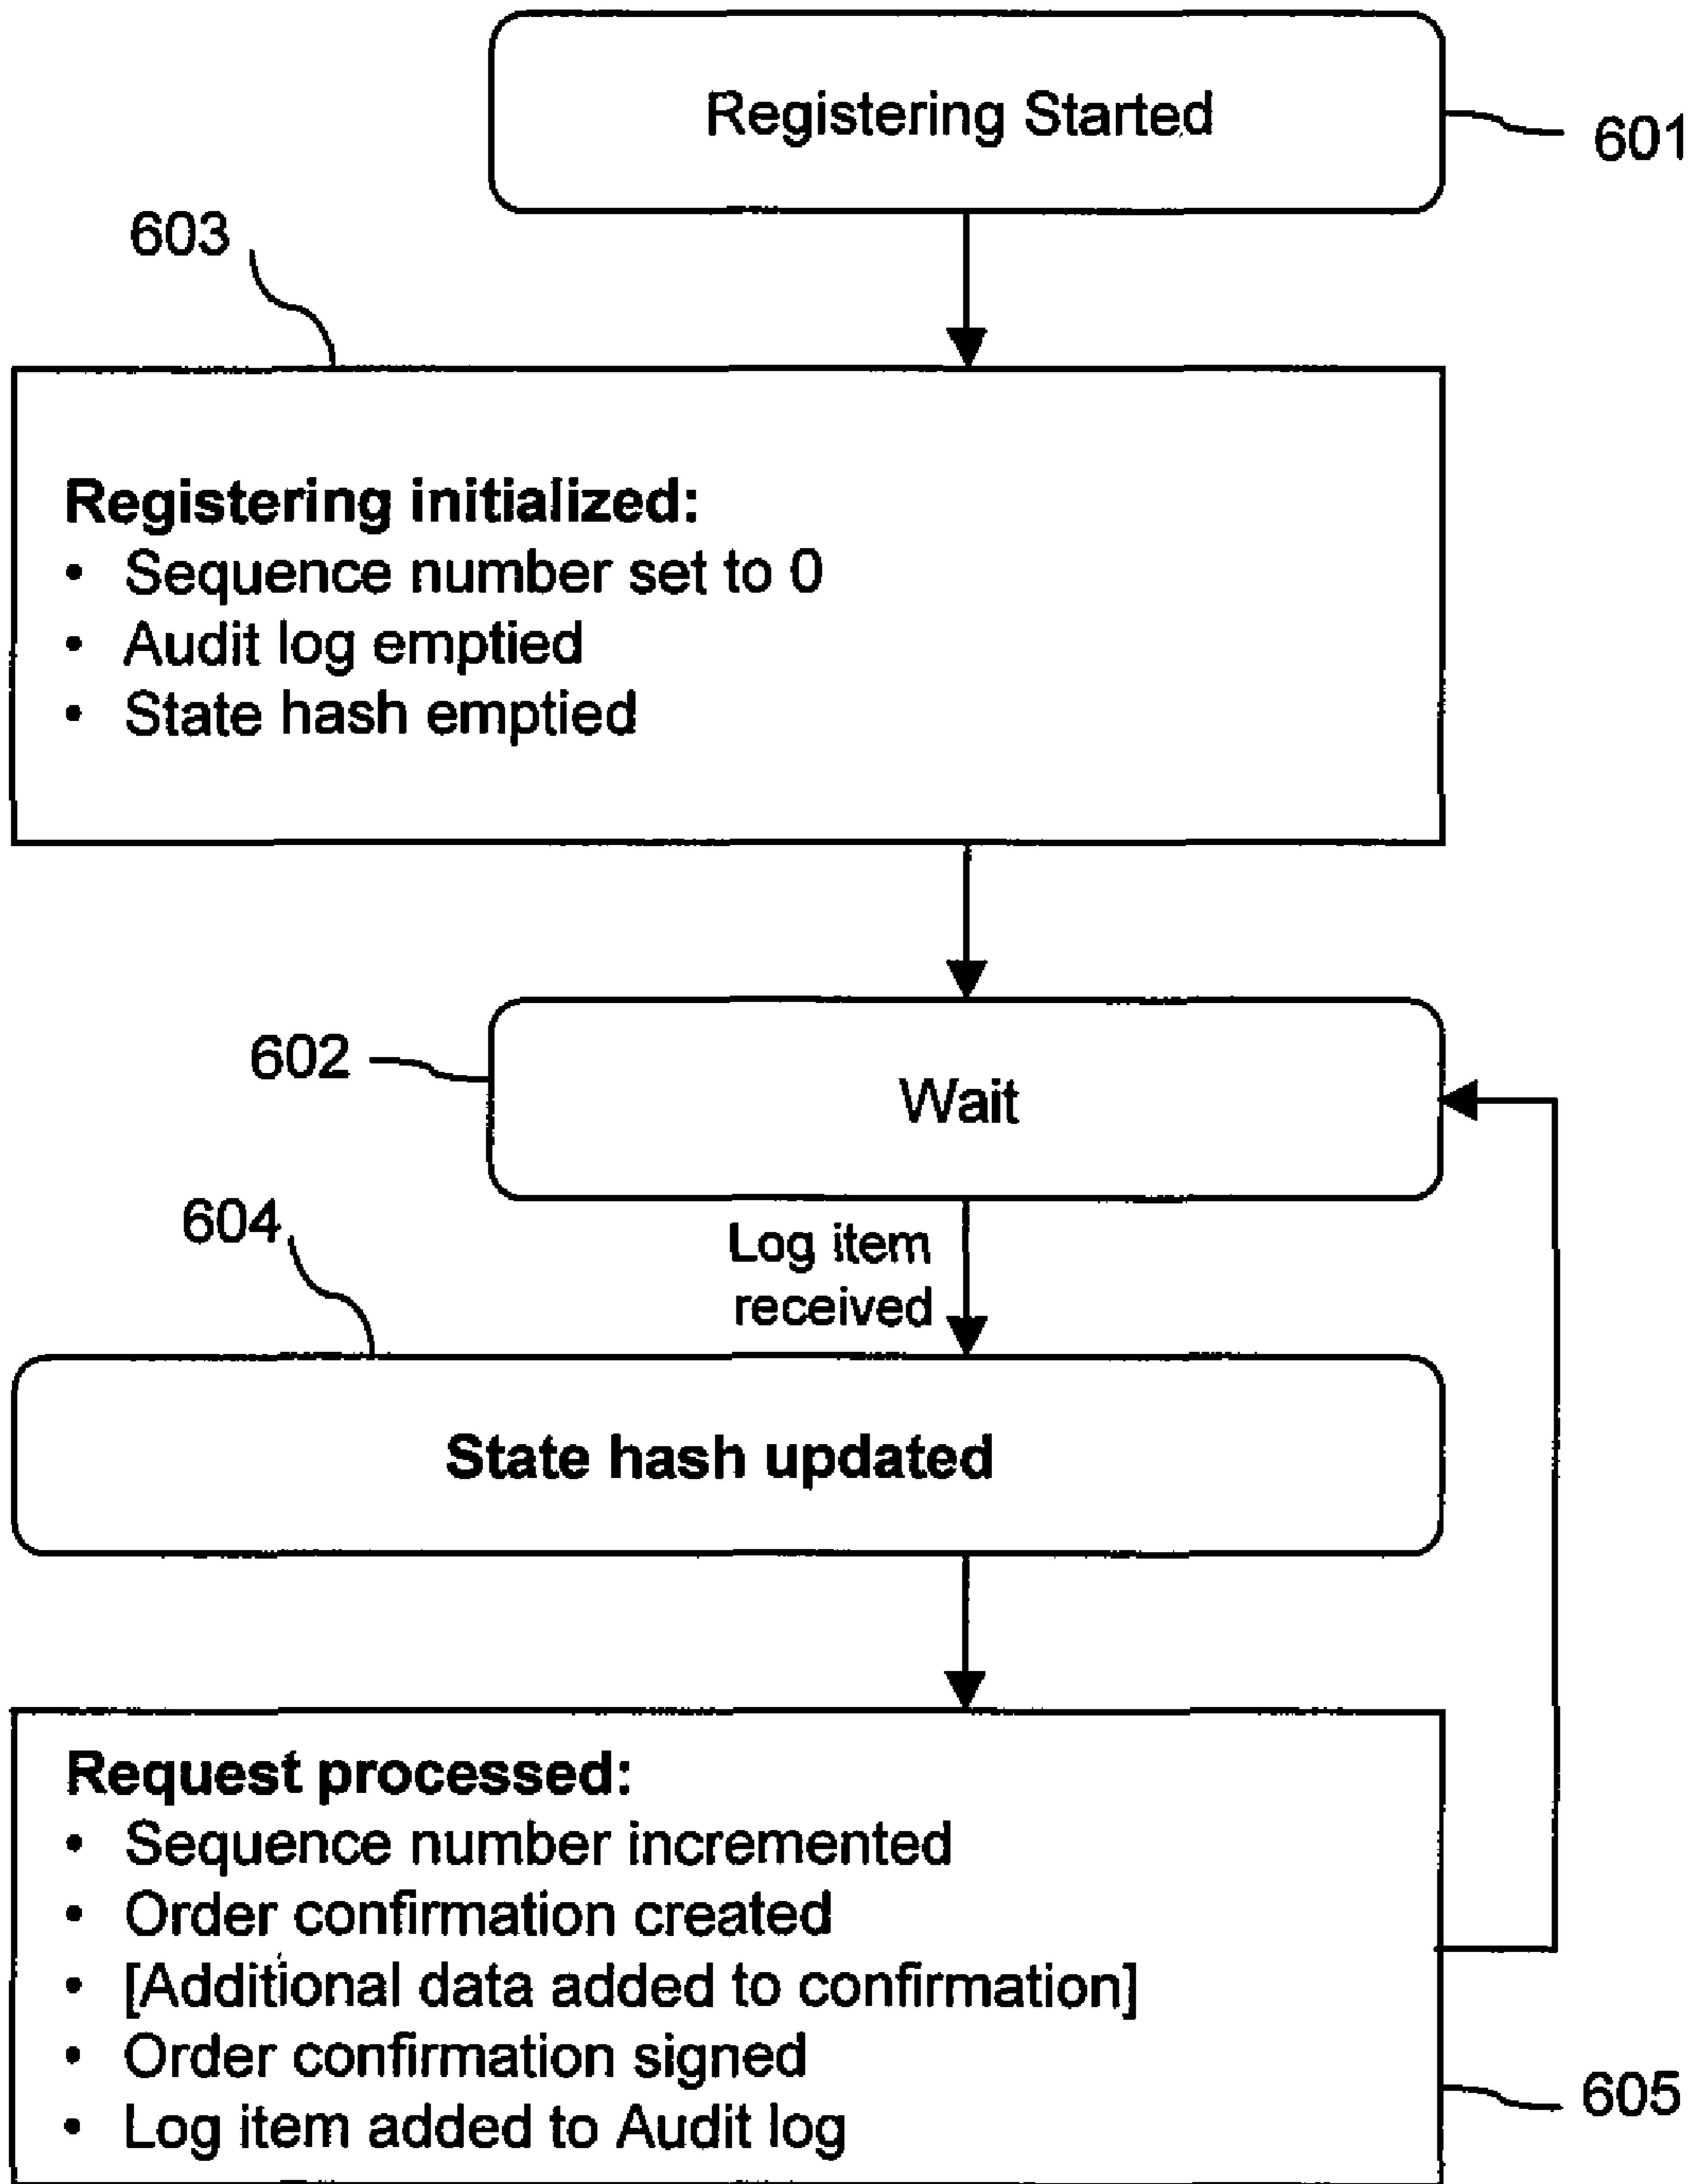 Registering Started
601
603
Registering initialized:
• Sequence number set to 0
• Audit log emptied
• State hash emptied
602
Wait
604
Log item
received
State hash updated
Request processed:
• Sequence number incremented
• Order confirmation created
• [Additional data added to confirmation]
• Order confirmation signed
• Log item added to Audit log
605